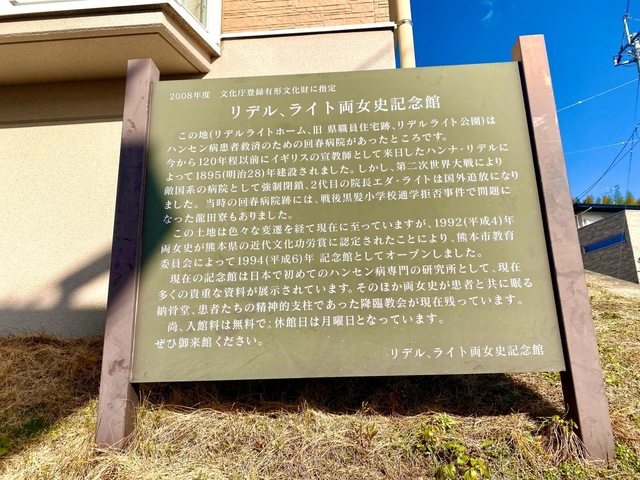 2008年度 文化庁登録有形文化財に指定
リデル、ライト両女史記念館
この地(リデルライトホーム、旧 県職員住宅跡、リデルライト公園)は
ハンセン病患者救済のための回春病院があったところです。
今から120年程以前にイギリスの宣教師として来日したハンナ・リデルに
よって1895(明治28)年建設されました。しかし、第二次世界大戦により
敵国系の病院として強制閉鎖、2代目の院長エダ・ライトは国外追放になり
ました。当時の回春病院跡には、戦後黒髪小学校通学拒否事件で問題に
なった龍田寮もありました。
この土地は色々な変遷を経て現在に至っていますが、1992(平成4)年
両女史が熊本県の近代文化功労賞に認定されたことにより、熊本市教育
委員会によって1994(平成6)年 記念館としてオープンしました。
現在の記念館は日本で初めてのハンセン病専門の研究所として、現在
多くの貴重な資料が展示されています。そのほか両女史が患者と共に眠る
納骨堂、患者たちの精神的支柱であった降臨教会が現在残っています。
尚、入館料は無料で、休館日は月曜日となっています。
ぜひ御来館ください。
リデル、ライト両女史記念館